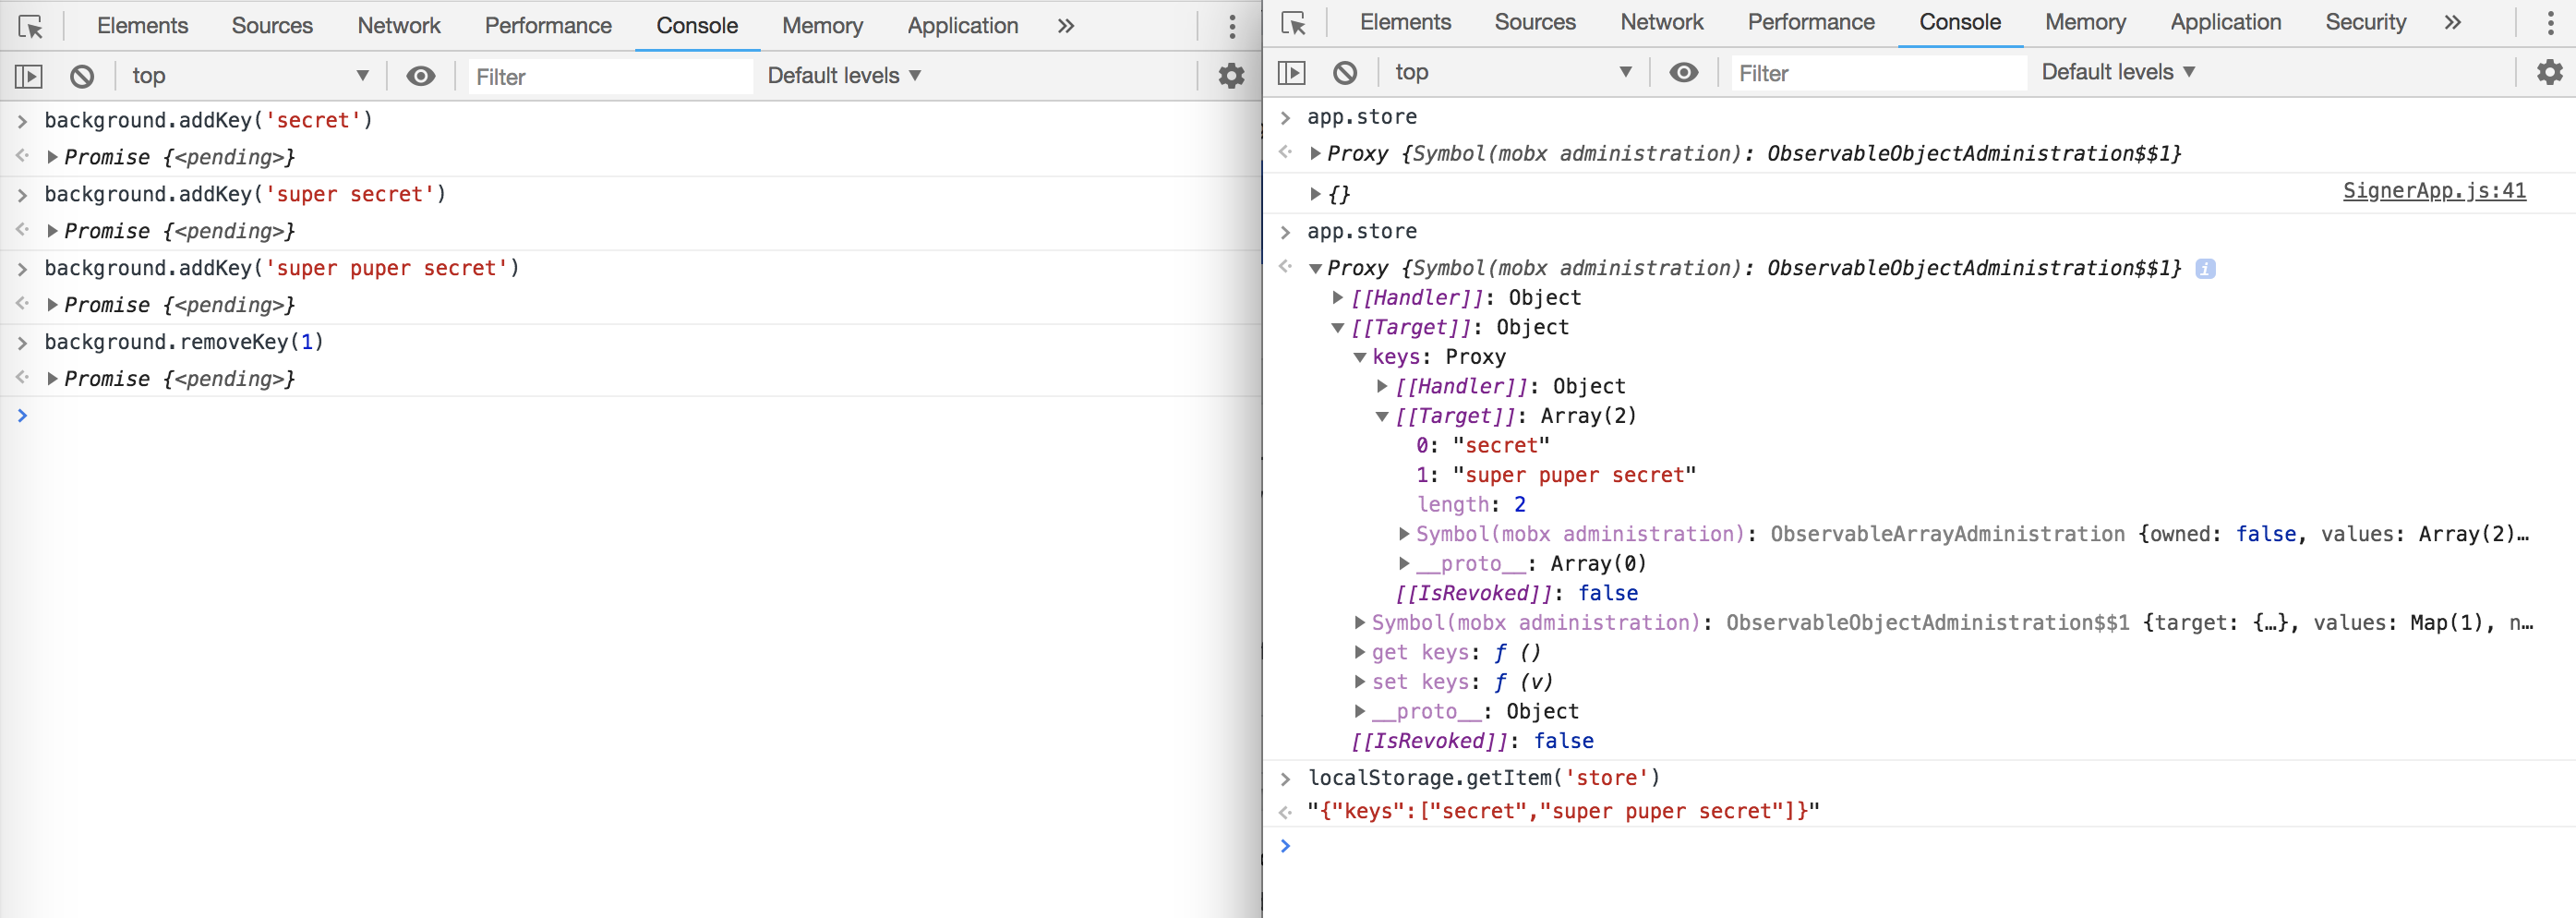 Elements Sources Network Performance Console Memory Application »
top ▼ Filter Default levels ▼
> background.addKey('secret')
<· ▶ Promise {<pending>}
> background.addKey('super secret')
<· ▶ Promise {<pending>}
> background.addKey('super puper secret')
<· ▶ Promise {<pending>}
> background.removeKey(1)
<· ▶ Promise {<pending>}
>
Elements Sources Network Performance Console Memory Application Security »
top ▼ Filter Default levels ▼
> app.store
<· ▶ Proxy {Symbol(mobx administration): ObservableObjectAdministration$$1}
▶ {} SignerApp.js:41
> app.store
<· ▼ Proxy {Symbol(mobx administration): ObservableObjectAdministration$$1} i
▶ [[Handler]]: Object
▼ [[Target]]: Object
▼ keys: Proxy
▶ [[Handler]]: Object
▼ [[Target]]: Array(2)
0: "secret"
1: "super puper secret"
length: 2
▶ Symbol(mobx administration): ObservableArrayAdministration {owned: false, values: Array(2)…
▶ __proto__: Array(0)
[[IsRevoked]]: false
▶ Symbol(mobx administration): ObservableObjectAdministration$$1 {target: {…}, values: Map(1), n…
▶ get keys: ƒ ()
▶ set keys: ƒ (v)
▶ __proto__: Object
[[IsRevoked]]: false
> localStorage.getItem('store')
<· "{"keys":["secret","super puper secret"]}"
>